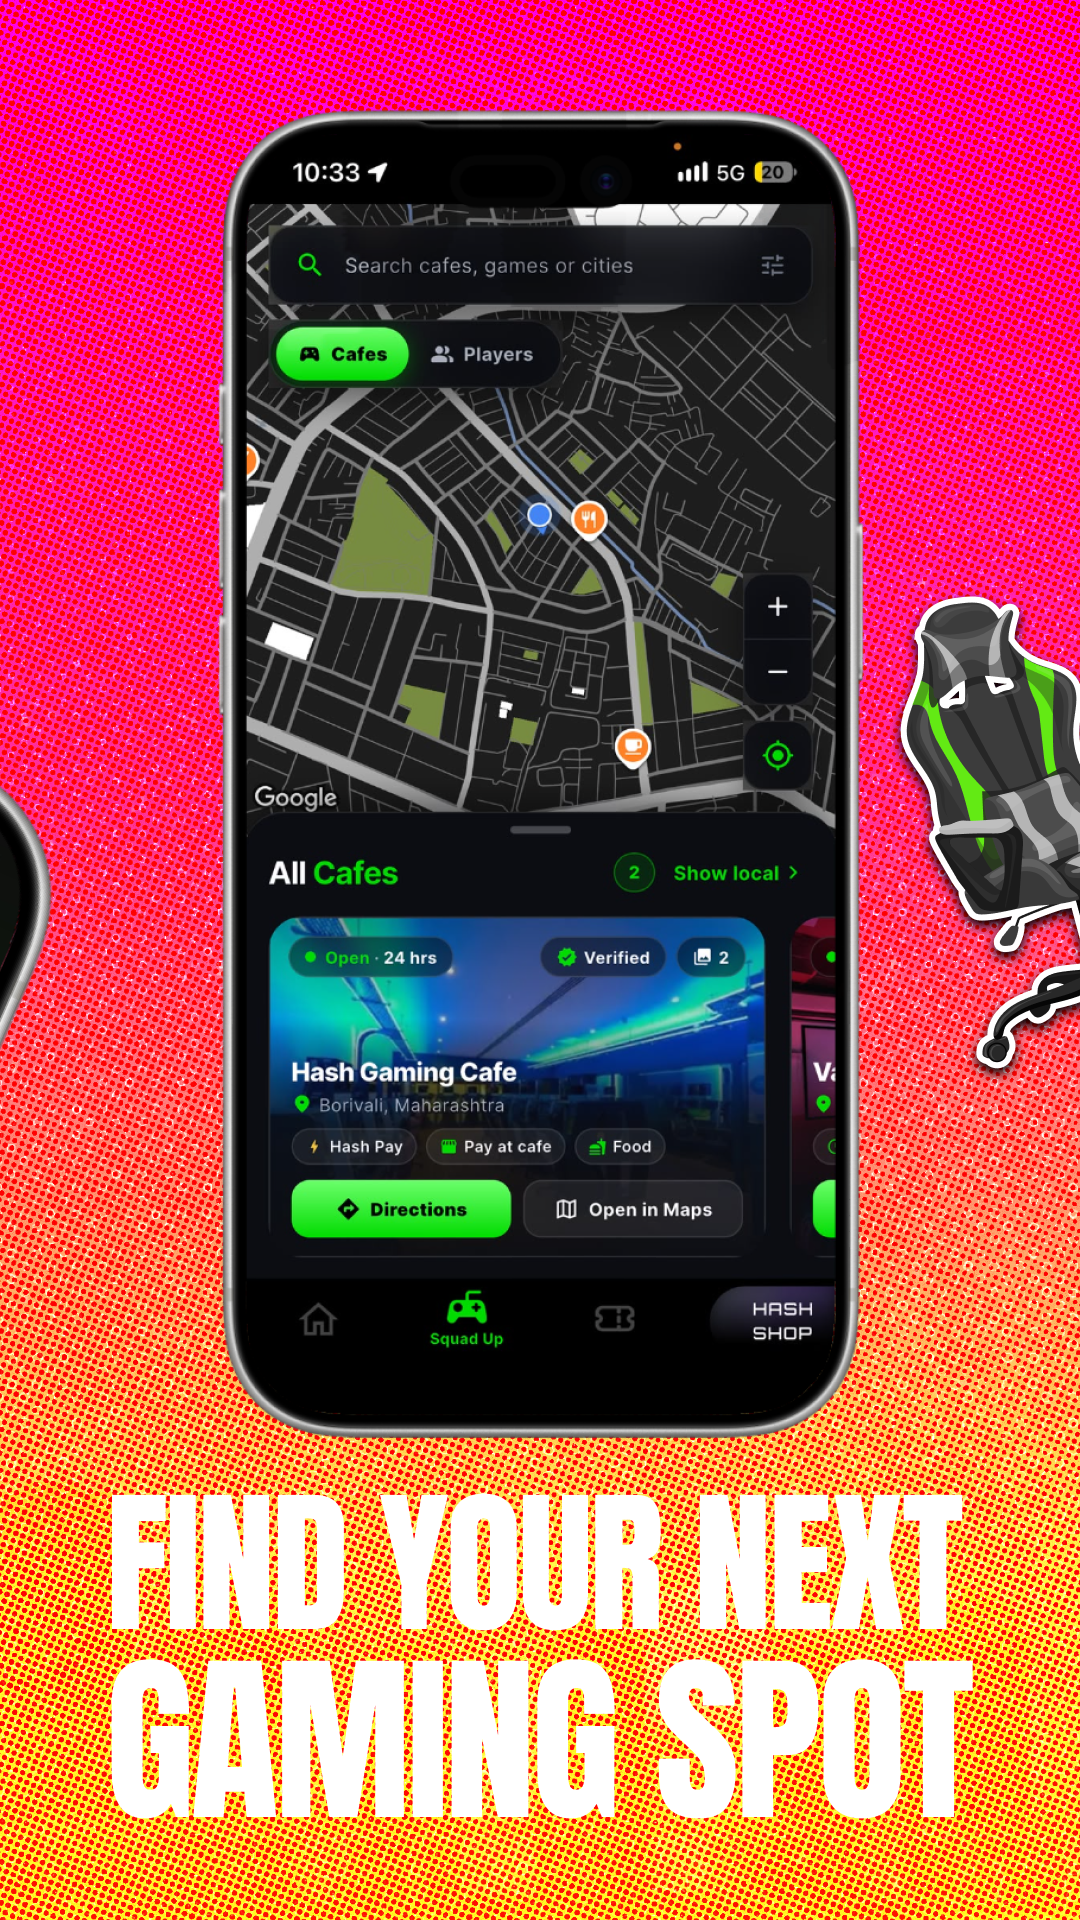 10:33
5G
20
Search cafes, games or cities
Cafes
Players
Google
All Cafes
2
Show local
Open · 24 hrs
Verified
2
Hash Gaming Cafe
Borivali, Maharashtra
Hash Pay
Pay at cafe
Food
Directions
Open in Maps
Squad Up
HASH
SHOP
FIND YOUR NEXT
GAMING SPOT